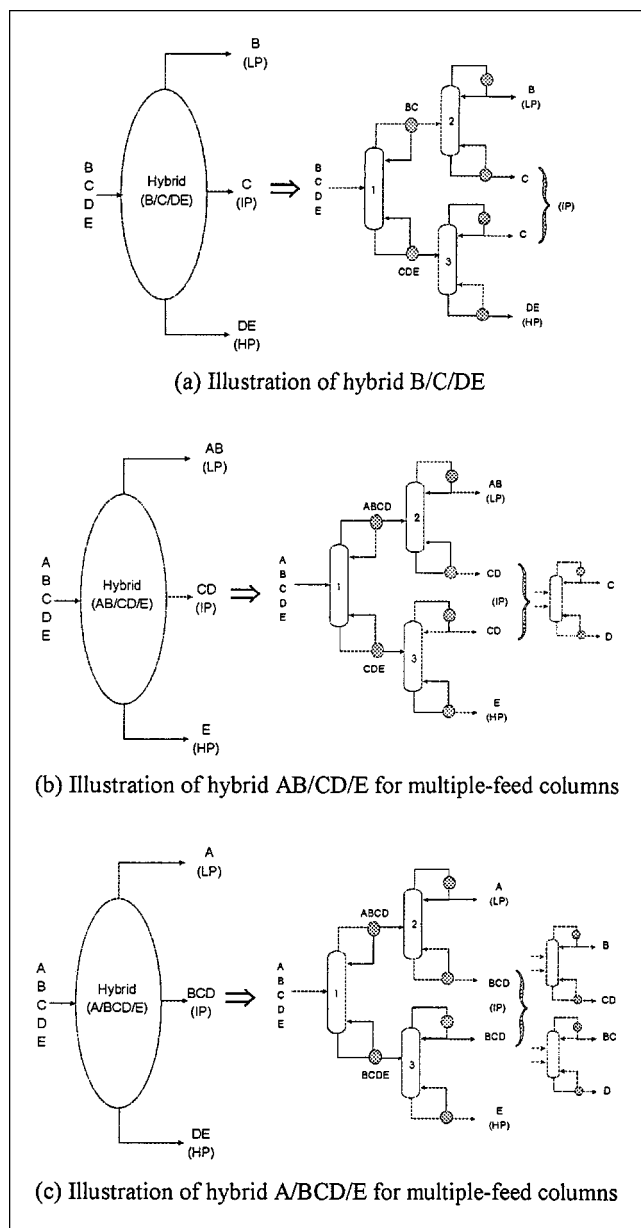 B
(LP)
B
C
D
E
Hybrid
(B/C/DE)
C
(IP)
DE
(HP)
B
C
D
E
1
BC
CDE
2
B
(LP)
C
(IP)
3
C
DE
(HP)
(a) Illustration of hybrid B/C/DE
AB
(LP)
A
B
C
D
E
Hybrid
(AB/CD/E)
CD
(IP)
E
(HP)
A
B
C
D
E
1
ABCD
CDE
2
AB
(LP)
CD
(IP)
3
CD
E
(HP)
C
D
(b) Illustration of hybrid AB/CD/E for multiple-feed columns
A
(LP)
A
B
C
D
E
Hybrid
(A/BCD/E)
BCD
(IP)
DE
(HP)
A
B
C
D
E
1
ABCD
BCDE
2
A
(LP)
BCD
(IP)
3
BCD
E
(HP)
B
CD
BC
D
(c) Illustration of hybrid A/BCD/E for multiple-feed columns